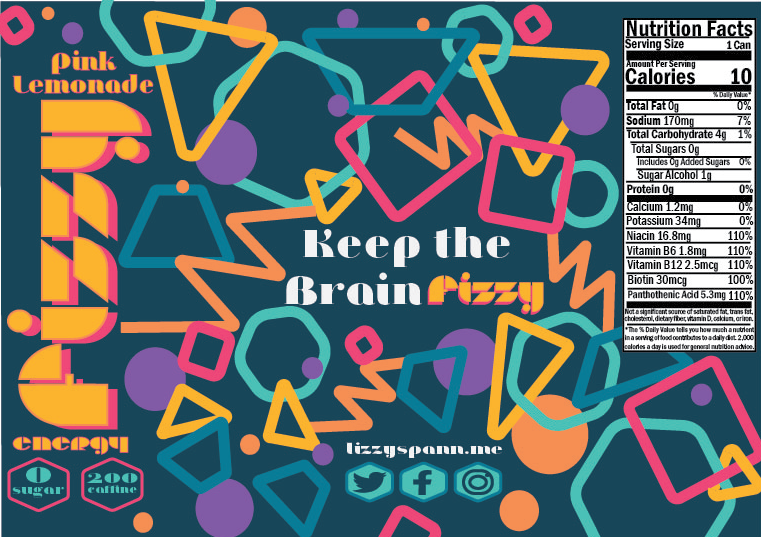 Pink
Lemonade
fizzy
energy
0
sugar
200
caffine
Keep the
Brain fizzy
lizzyspann.me
Nutrition Facts
Serving Size 1 Can
Amount Per Serving
Calories 10
% Daily Value*
Total Fat 0g 0%
Sodium 170mg 7%
Total Carbohydrate 4g 1%
Total Sugars 0g
Includes 0g Added Sugars 0%
Sugar Alcohol 1g
Protein 0g 0%
Calcium 1.2mg 0%
Potassium 34mg 0%
Niacin 16.8mg 110%
Vitamin B6 1.8mg 110%
Vitamin B12 2.5mcg 110%
Biotin 30mcg 100%
Panthothenic Acid 5.3mg 110%
Not a significant source of saturated fat, trans fat,
cholesterol, dietary fiber, vitamin D, calcium, or iron.
*The % Daily Value tells you how much a nutrient
in a serving of food contributes to a daily diet. 2,000
calories a day is used for general nutrition advice.